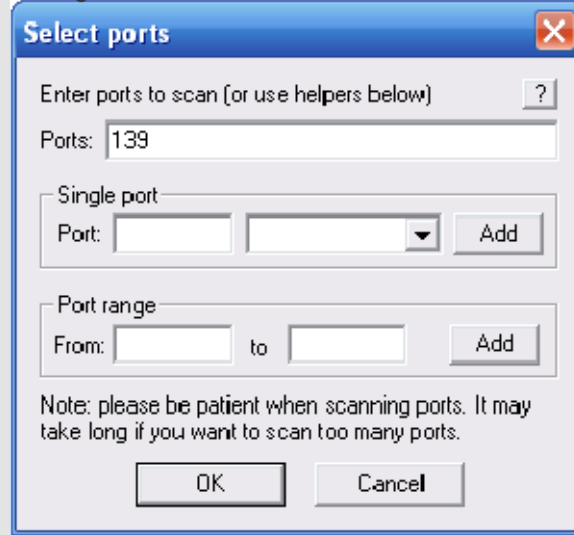 Select ports
Enter ports to scan (or use helpers below) ?
Ports: 139
Single port
Port: Add
Port range
From: to Add
Note: please be patient when scanning ports. It may
take long if you want to scan too many ports.
OK Cancel